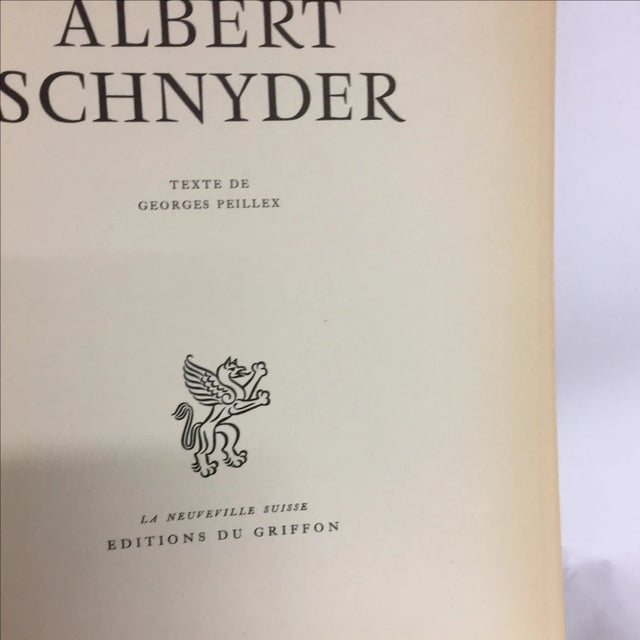 ALBERT
SCHNYDER
TEXTE DE
GEORGES PEILLEX
LA NEUVEVILLE SUISSE
EDITIONS DU GRIFFON